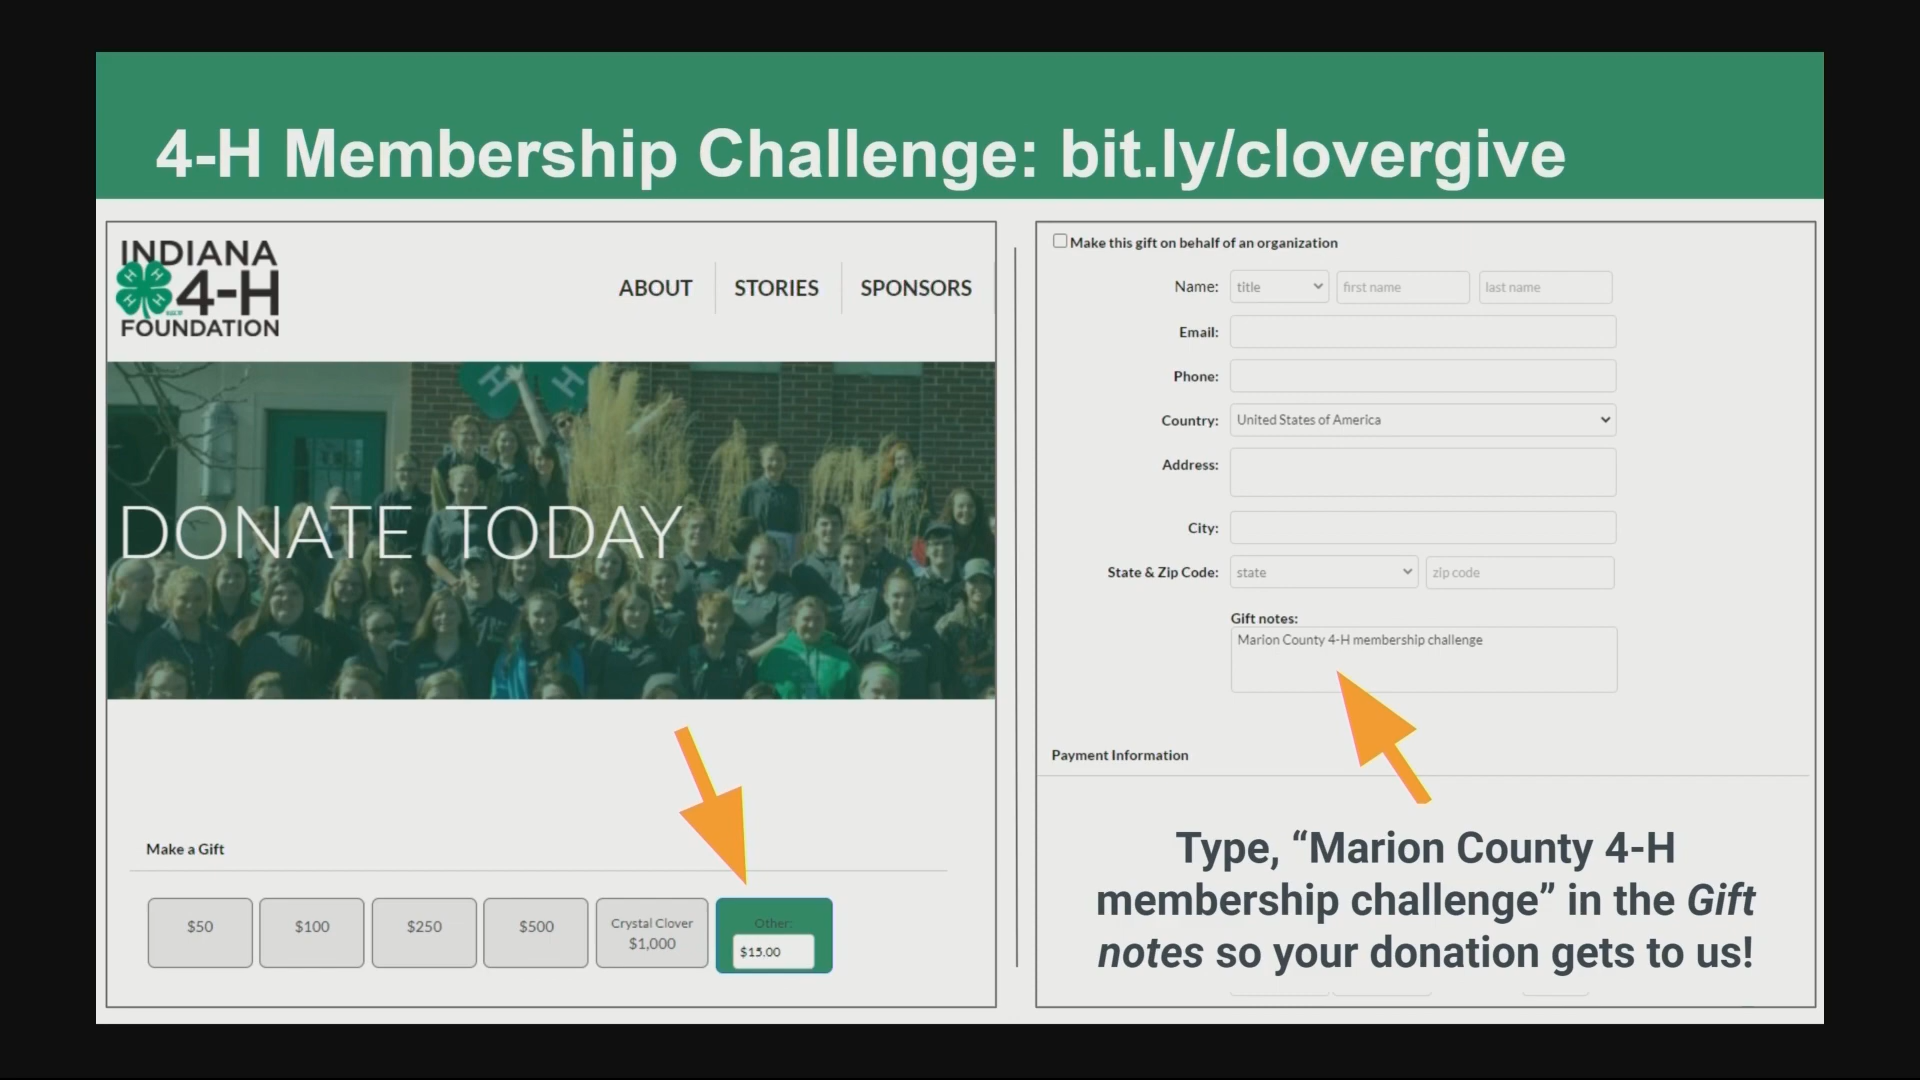 4-H Membership Challenge: bit.ly/clovergive
INDIANA
4-H
FOUNDATION
ABOUT
STORIES
SPONSORS
DONATE TODAY
Make a Gift
$50
$100
$250
$500
Crystal Clover
$1,000
Other:
$15.00
Make this gift on behalf of an organization
Name: title first name last name
Email:
Phone:
Country: United States of America
Address:
City:
State & Zip Code: state zip code
Gift notes:
Marion County 4-H membership challenge
Payment Information
Type, “Marion County 4-H
membership challenge” in the Gift
notes so your donation gets to us!